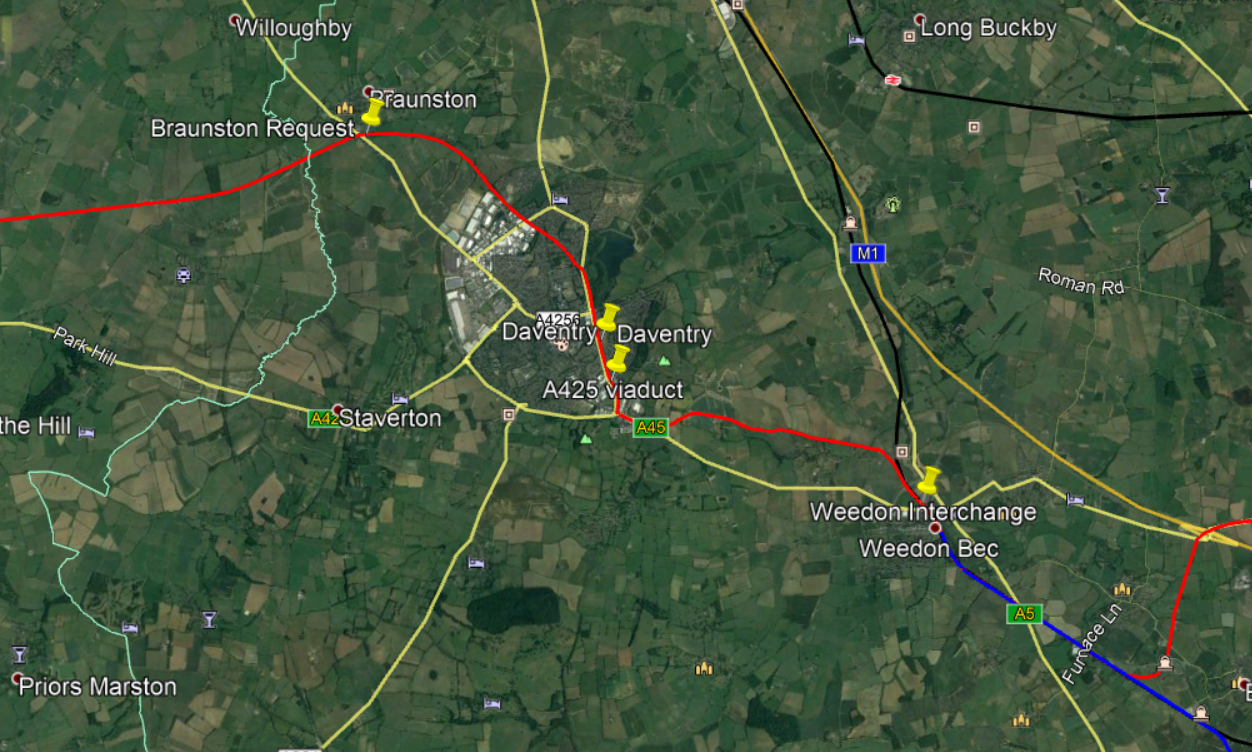 Willoughby
Long Buckby
Braunston
Braunston Request
M1
Roman Rd
Park Hill
A4256
Daventry
Daventry
A425 viaduct
A42
Staverton
the Hill
A45
Weedon Interchange
Weedon Bec
A5
Furnace Ln
Priors Marston
E